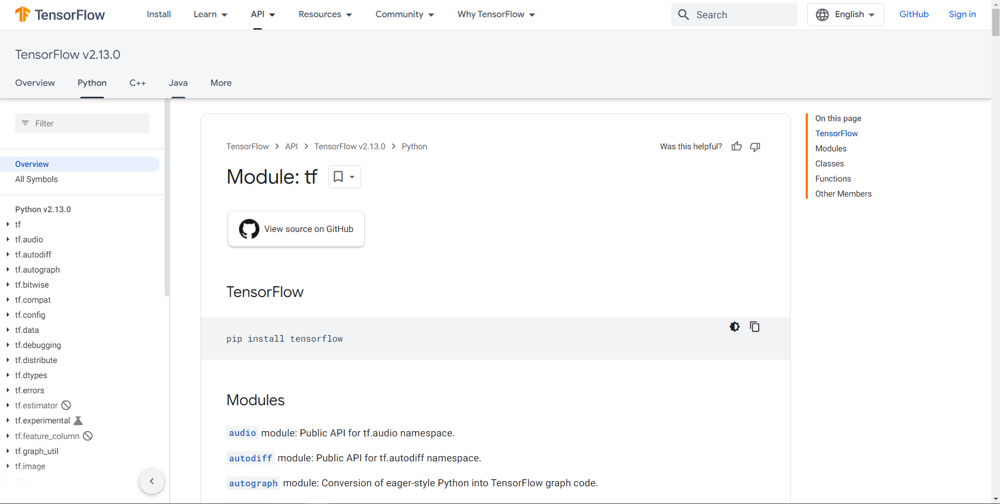 TensorFlow
Install
Learn
API
Resources
Community
Why TensorFlow
Search
English
GitHub
Sign in
TensorFlow v2.13.0
Overview
Python
C++
Java
More
Filter
Overview
All Symbols
Python v2.13.0
tf
tf.audio
tf.autodiff
tf.autograph
tf.bitwise
tf.compat
tf.config
tf.data
tf.debugging
tf.distribute
tf.dtypes
tf.errors
tf.estimator
tf.experimental
tf.feature_column
tf.graph_util
tf.image
TensorFlow > API > TensorFlow v2.13.0 > Python
Was this helpful?
Module: tf
View source on GitHub
TensorFlow
pip install tensorflow
Modules
audio module: Public API for tf.audio namespace.
autodiff module: Public API for tf.autodiff namespace.
autograph module: Conversion of eager-style Python into TensorFlow graph code.
On this page
TensorFlow
Modules
Classes
Functions
Other Members